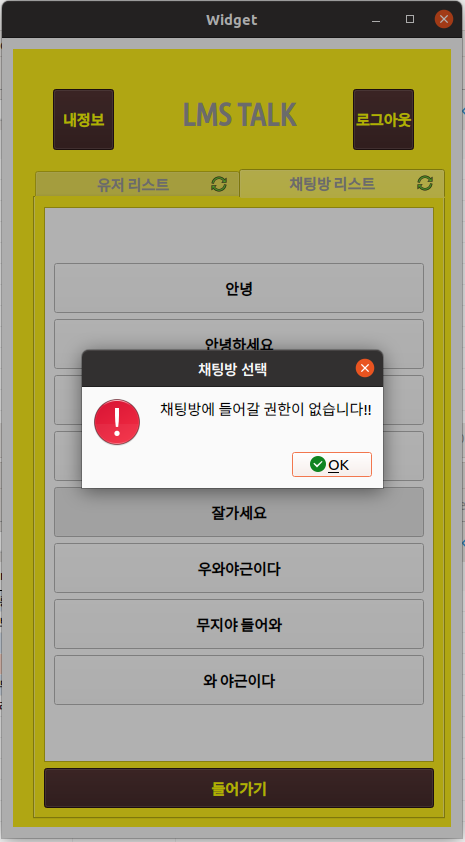 Widget
내정보
LMS TALK
로그아웃
유저 리스트
채팅방 리스트
안녕
안녕하세요
채팅방 선택
채팅방에 들어갈 권한이 없습니다!!
OK
잘가세요
우와야근이다
무지야 들어와
와 야근이다
들어가기